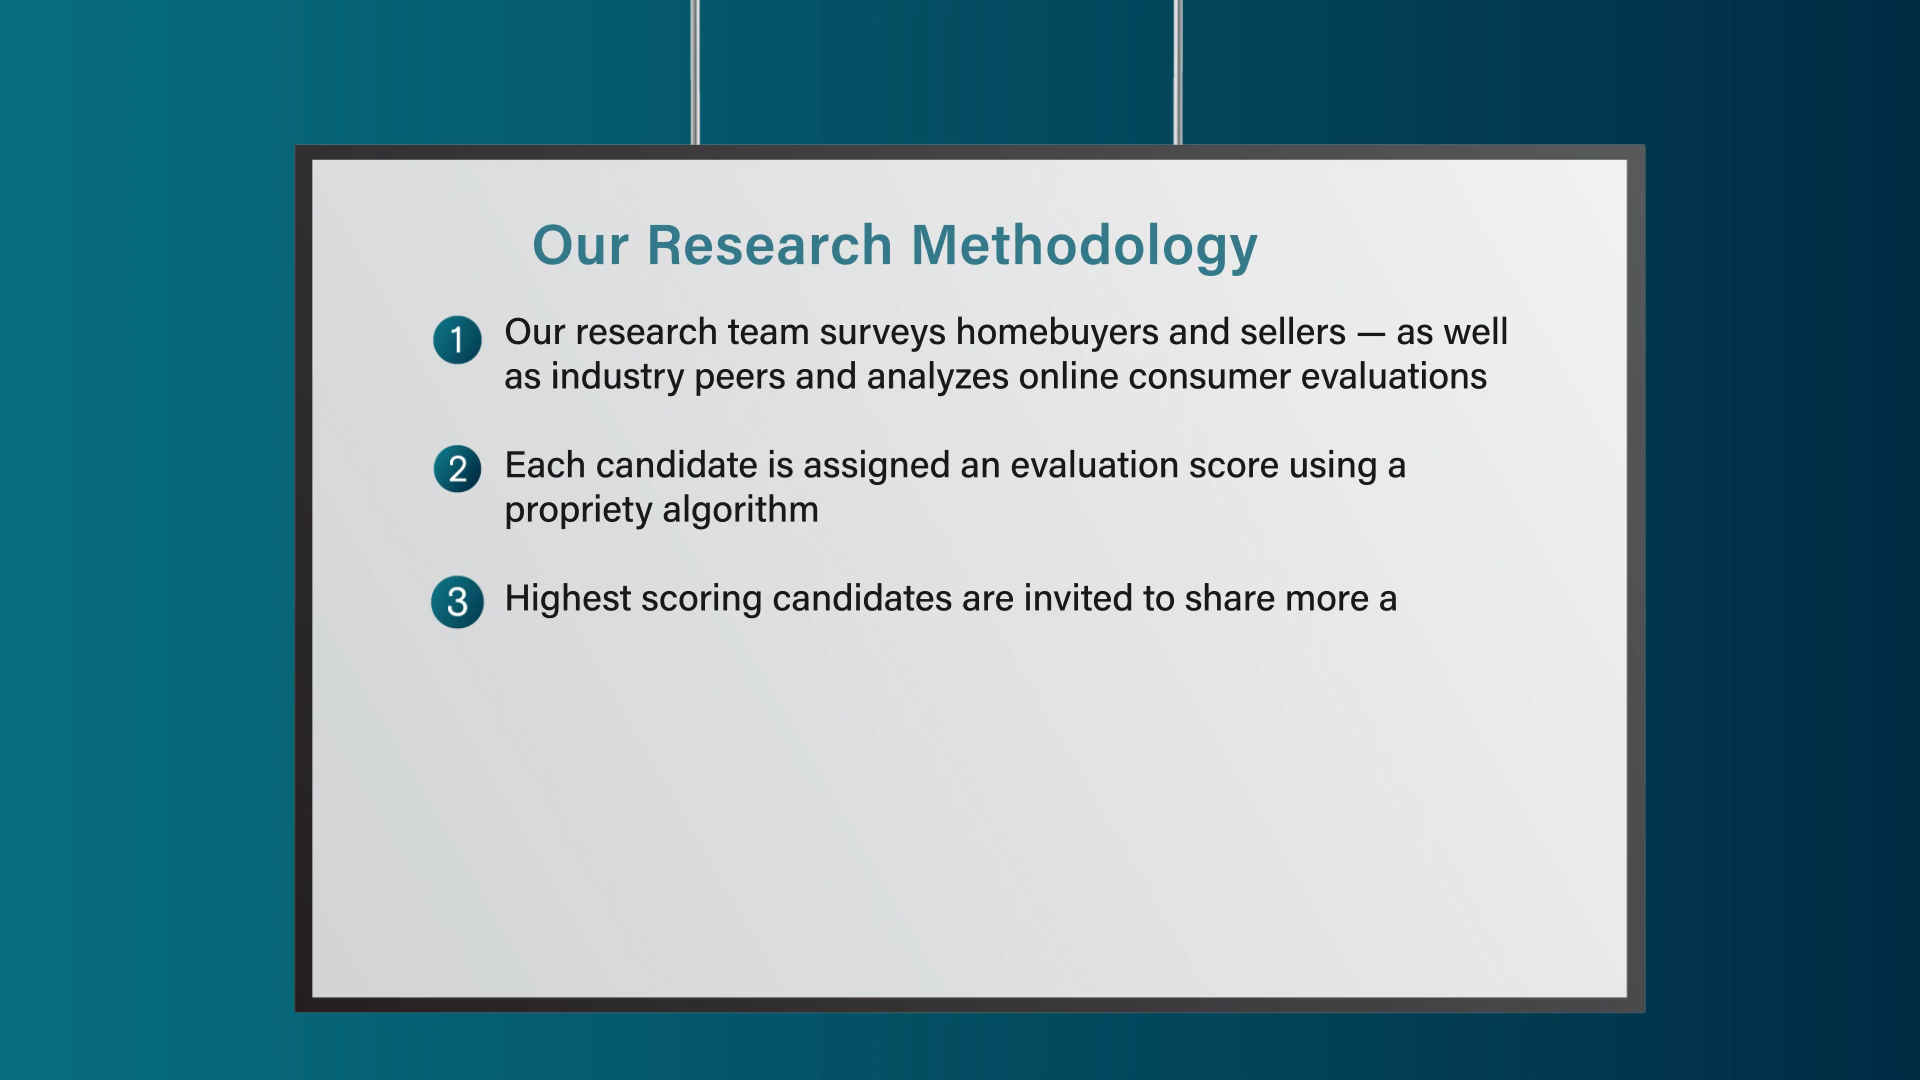 Our Research Methodology
1 Our research team surveys homebuyers and sellers — as well
as industry peers and analyzes online consumer evaluations
2 Each candidate is assigned an evaluation score using a
propriety algorithm
3 Highest scoring candidates are invited to share more a